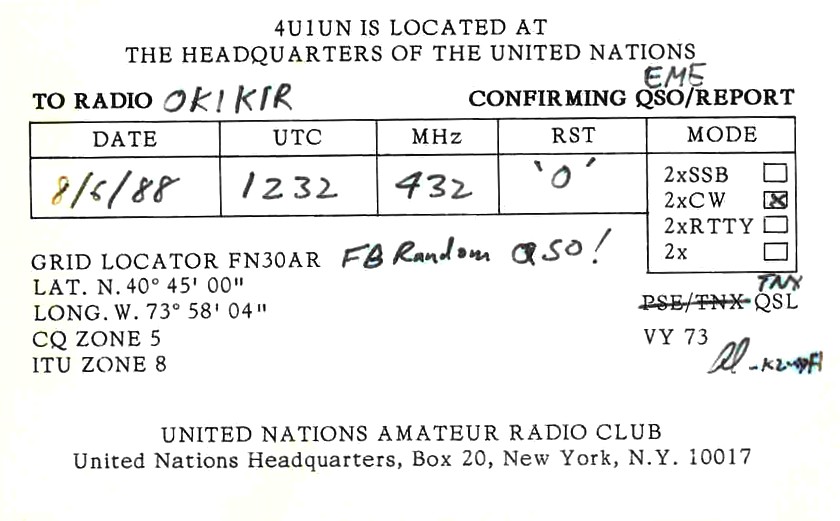 4U1UN IS LOCATED AT
THE HEADQUARTERS OF THE UNITED NATIONS
EME
TO RADIO OK1KIR CONFIRMING QSO/REPORT
DATE UTC MHz RST MODE
8/6/88 1232 432 'O'
2xSSB
2xCW
2xRTTY
2x
GRID LOCATOR FN30AR FB Random QSO!
LAT. N. 40° 45' 00"
TNX
LONG. W. 73° 58' 04" PSE/TNX QSL
CQ ZONE 5 VY 73
ITU ZONE 8
UNITED NATIONS AMATEUR RADIO CLUB
United Nations Headquarters, Box 20, New York, N.Y. 10017